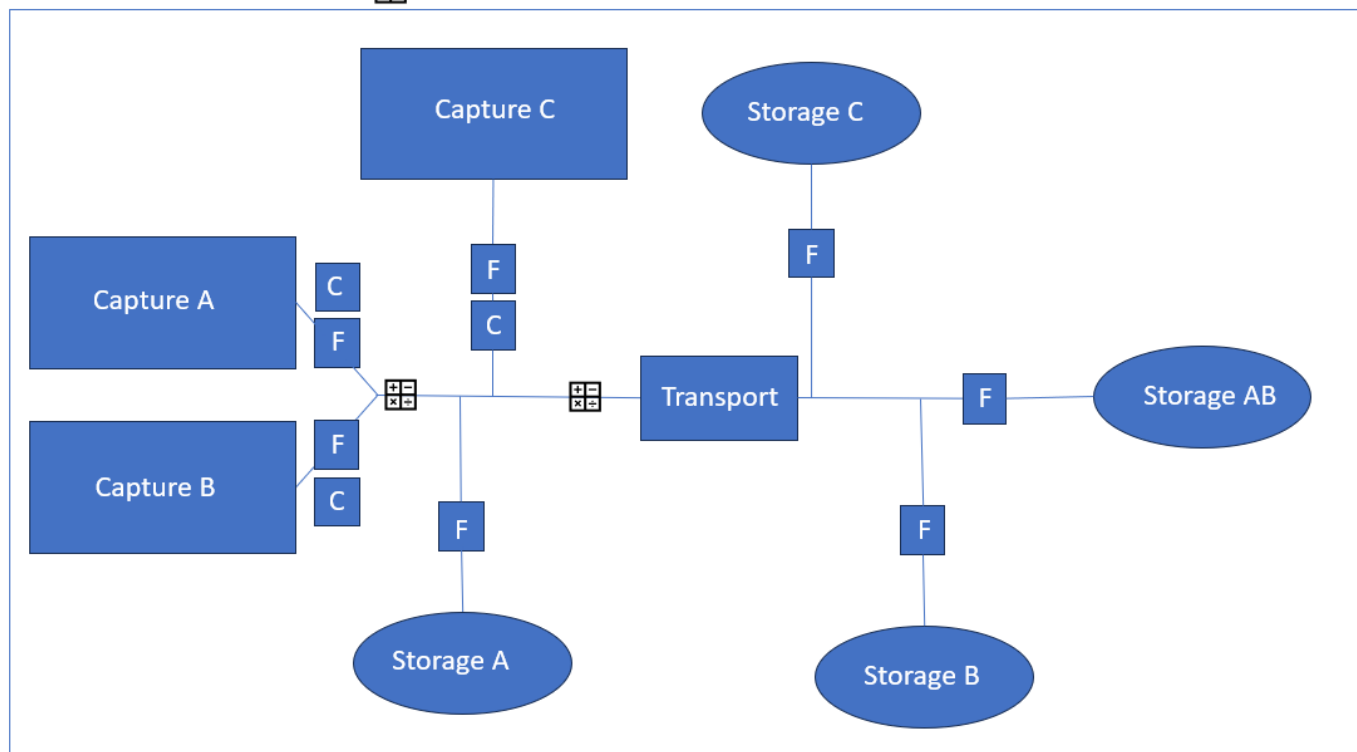 Capture C
Storage C
F
F
Capture A
C
F
C
Transport
F
Storage AB
F
Capture B
C
F
F
Storage A
Storage B